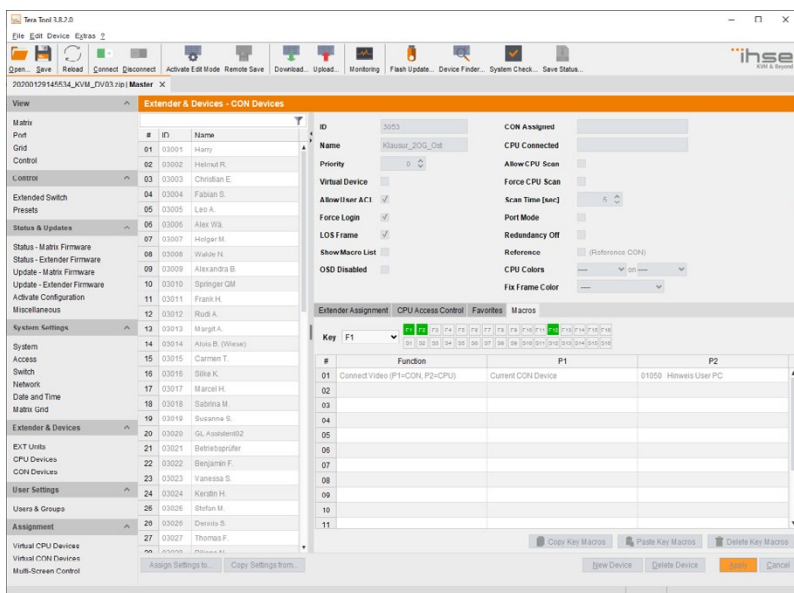 Tera Tool 3.8.2.0
File Edit Device Extras ?
Open... Save Reload Connect Disconnect Activate Edit Mode Remote Save Download... Upload... Monitoring Flash Update... Device Finder... System Check... Save Status...
ihse
KVM & Beyond
20200129145534_KVM_DV03.zip | Master
View
Matrix
Port
Grid
Control
Control
Extended Switch
Presets
Status & Updates
Status - Matrix Firmware
Status - Extender Firmware
Update - Matrix Firmware
Update - Extender Firmware
Activate Configuration
Miscellaneous
System Settings
System
Access
Switch
Network
Date and Time
Matrix Grid
Extender & Devices
EXT Units
CPU Devices
CON Devices
User Settings
Users & Groups
Assignment
Virtual CPU Devices
Virtual CON Devices
Multi-Screen Control
Extender & Devices - CON Devices
# ID Name
01 03001 Harry
02 03002 Helmut R.
03 03003 Christian E.
04 03004 Fabian S.
05 03005 Leo A.
06 03006 Alex Wä.
07 03007 Holger M.
08 03008 Walde N.
09 03009 Alexandra B.
10 03010 Springer GM
11 03011 Frank H.
12 03012 Rudi A.
13 03013 Margit A.
14 03014 Alois B. (Wiese)
15 03015 Carmen T.
16 03016 Silke K.
17 03017 Marcel H.
18 03018 Sabrina M.
19 03019 Susanne S.
20 03020 GL Assistent02
21 03021 Betriebsprüfer
22 03022 Benjamin F.
23 03023 Vanessa S.
24 03024 Kerstin H.
25 03025 Stefan M.
26 03026 Dennis S.
27 03027 Thomas F.
Assign Settings to... Copy Settings from...
ID 3053
Name Klausur_2OG_Ost
Priority 0
Virtual Device
Allow User ACL
Force Login
LOS Frame
Show Macro List
OSD Disabled
CON Assigned
CPU Connected
Allow CPU Scan
Force CPU Scan
Scan Time [sec] 5
Port Mode
Redundancy Off
Reference (Reference CON)
CPU Colors on
Fix Frame Color
Extender Assignment CPU Access Control Favorites Macros
Key F1
F1 F2 F3 F4 F5 F6 F7 F8 F9 F10 F11 F12 F13 F14 F15 F16
S1 S2 S3 S4 S5 S6 S7 S8 S9 S10 S11 S12 S13 S14 S15 S16
# Function P1 P2
01 Connect Video (P1=CON, P2=CPU) Current CON Device 01050 Hinweis User PC
02
03
04
05
06
07
08
09
10
11
Copy Key Macros Paste Key Macros Delete Key Macros
New Device Delete Device Apply Cancel